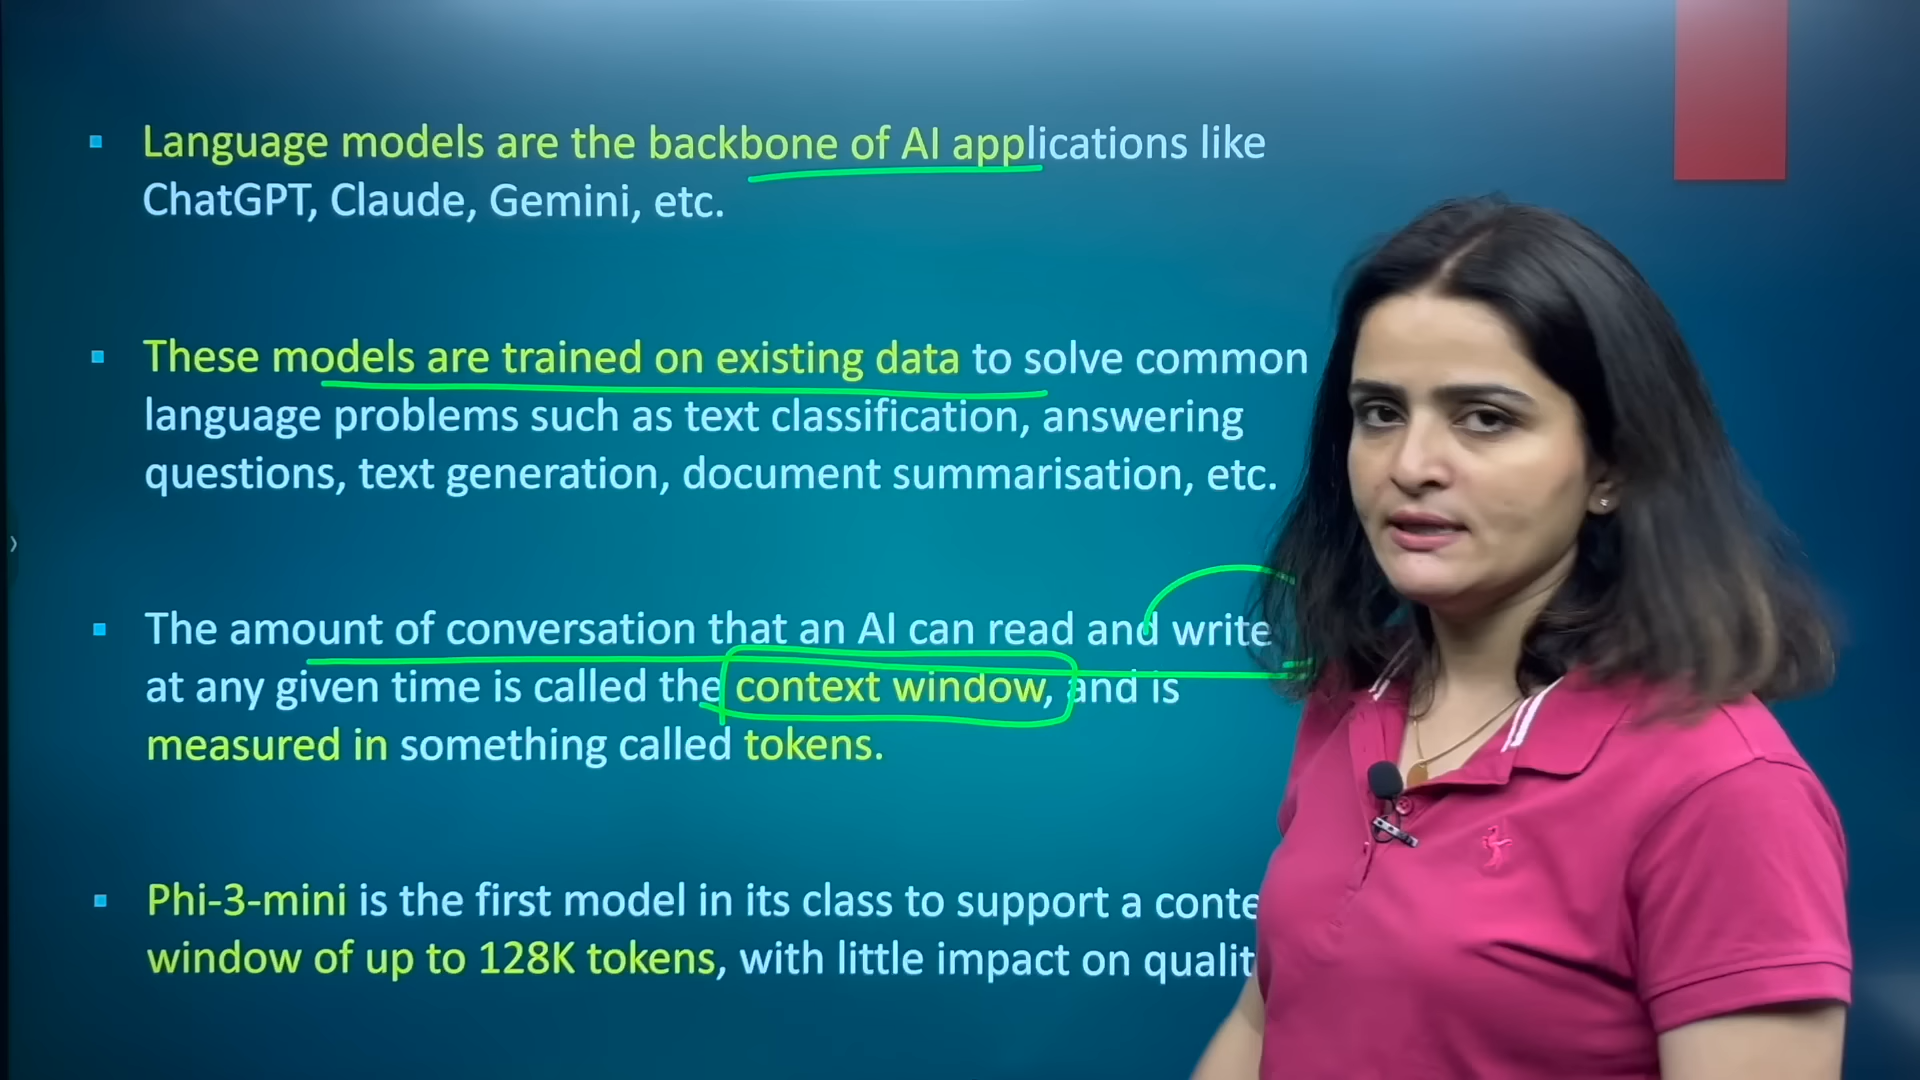 Language models are the backbone of AI applications like
ChatGPT, Claude, Gemini, etc.
These models are trained on existing data to solve common
language problems such as text classification, answering
questions, text generation, document summarisation, etc.
The amount of conversation that an AI can read and write
at any given time is called the context window, and is
measured in something called tokens.
Phi-3-mini is the first model in its class to support a
window of up to 128K tokens, with little impact on